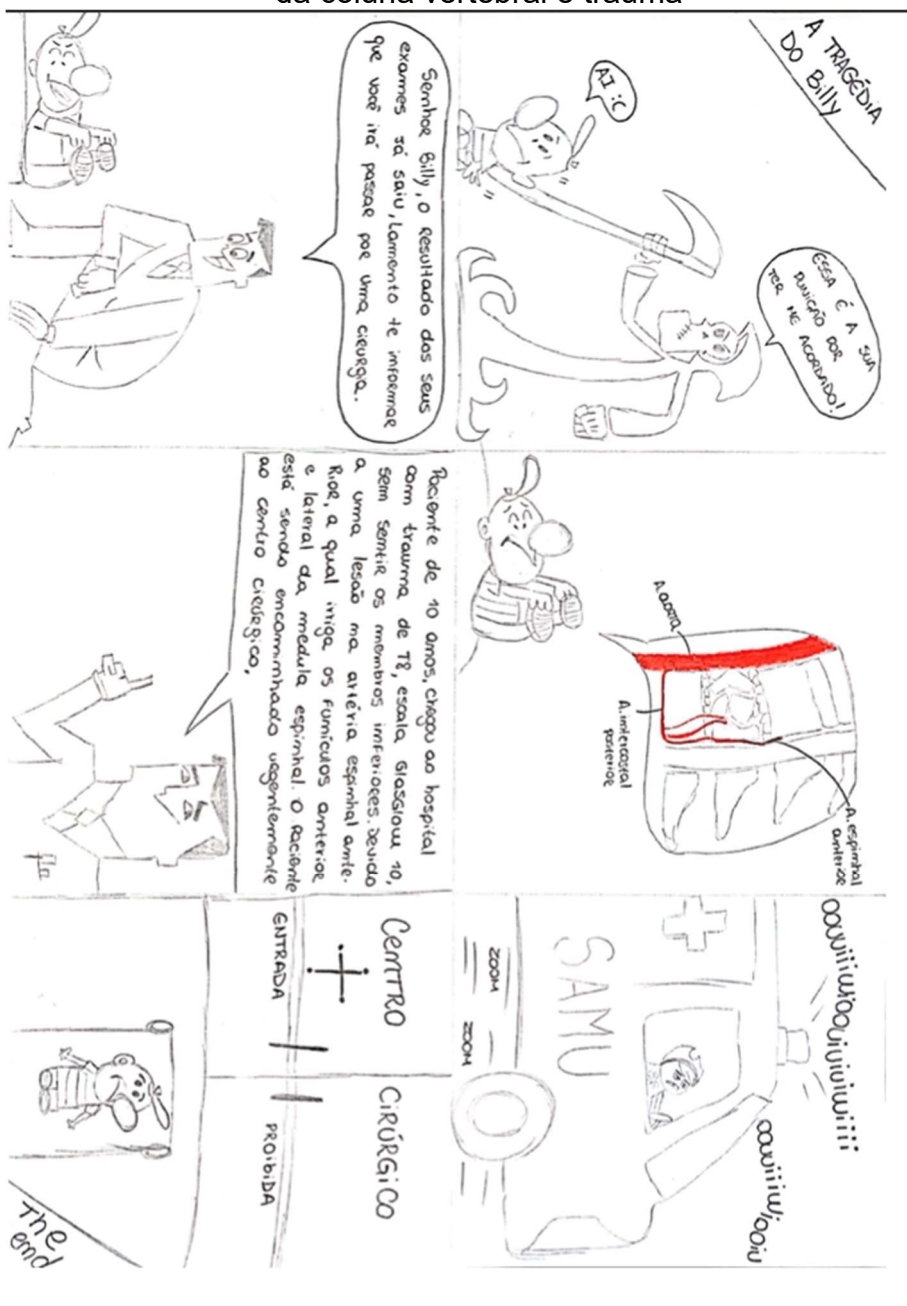 da coluna vertebral e trauma
A TRAGÉDIA
DO Billy
AI :C
ESSA É A SUA
PUNIÇÃO POR
TER ME ACORDADO!
A. aorta
A. intercostal
posterior
A. espinhal
anterior
SAMU
ZOOM
ZOOM
Senhor Billy, o resultado dos seus
exames já saiu, lamento te informar
que você irá passar por uma cirurgia.
Paciente de 10 anos, chegou ao hospital
com trauma de T8, escala Glasglow 10,
sem sentir os membros inferiores devido
a uma lesão na artéria espinhal ante-
rior, a qual irriga os funículos anterior
e lateral da medula espinhal. O paciente
está sendo encaminhado urgentemente
ao centro cirúrgico,
CENTRO CIRÚRGICO
ENTRADA PROIBIDA
The
end